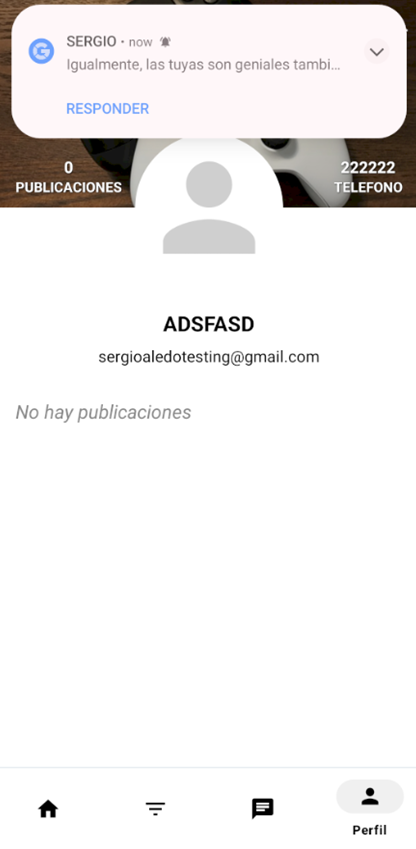 SERGIO • now
Igualmente, las tuyas son geniales tambi...
RESPONDER
0
PUBLICACIONES
222222
TELEFONO
ADSFASD
sergioaledotesting@gmail.com
No hay publicaciones
Perfil